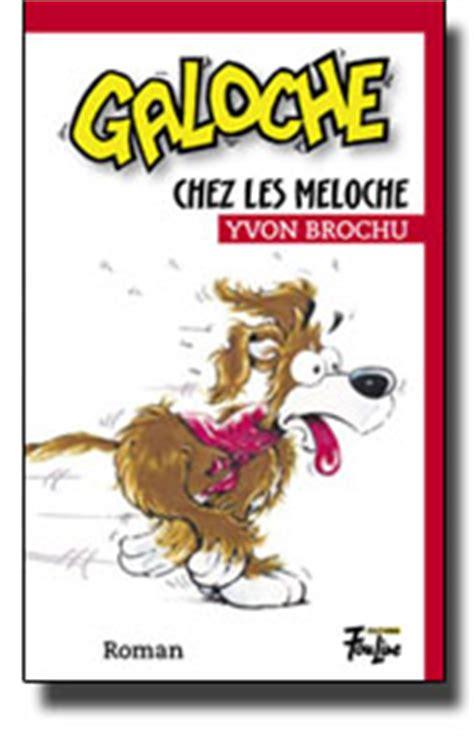 GALOCHE
CHEZ LES MELOCHE
YVON BROCHU
Roman
FouLire